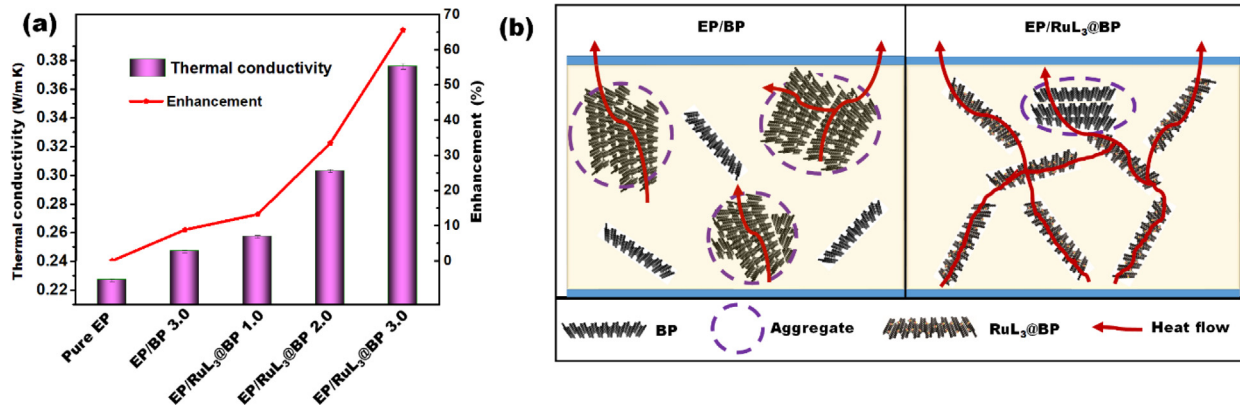 (a)
Thermal conductivity (W/m K)
0.38
0.36
0.34
0.32
0.30
0.28
0.26
0.24
0.22
Thermal conductivity
Enhancement
70
60
50
40
30
20
10
0
Enhancement (%)
Pure EP
EP/BP 3.0
EP/RuL₃@BP 1.0
EP/RuL₃@BP 2.0
EP/RuL₃@BP 3.0
(b)
EP/BP
EP/RuL₃@BP
BP
Aggregate
RuL₃@BP
Heat flow